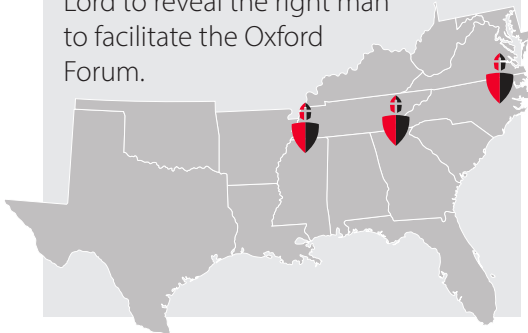 Lord to reveal the right man
to facilitate the Oxford
Forum.